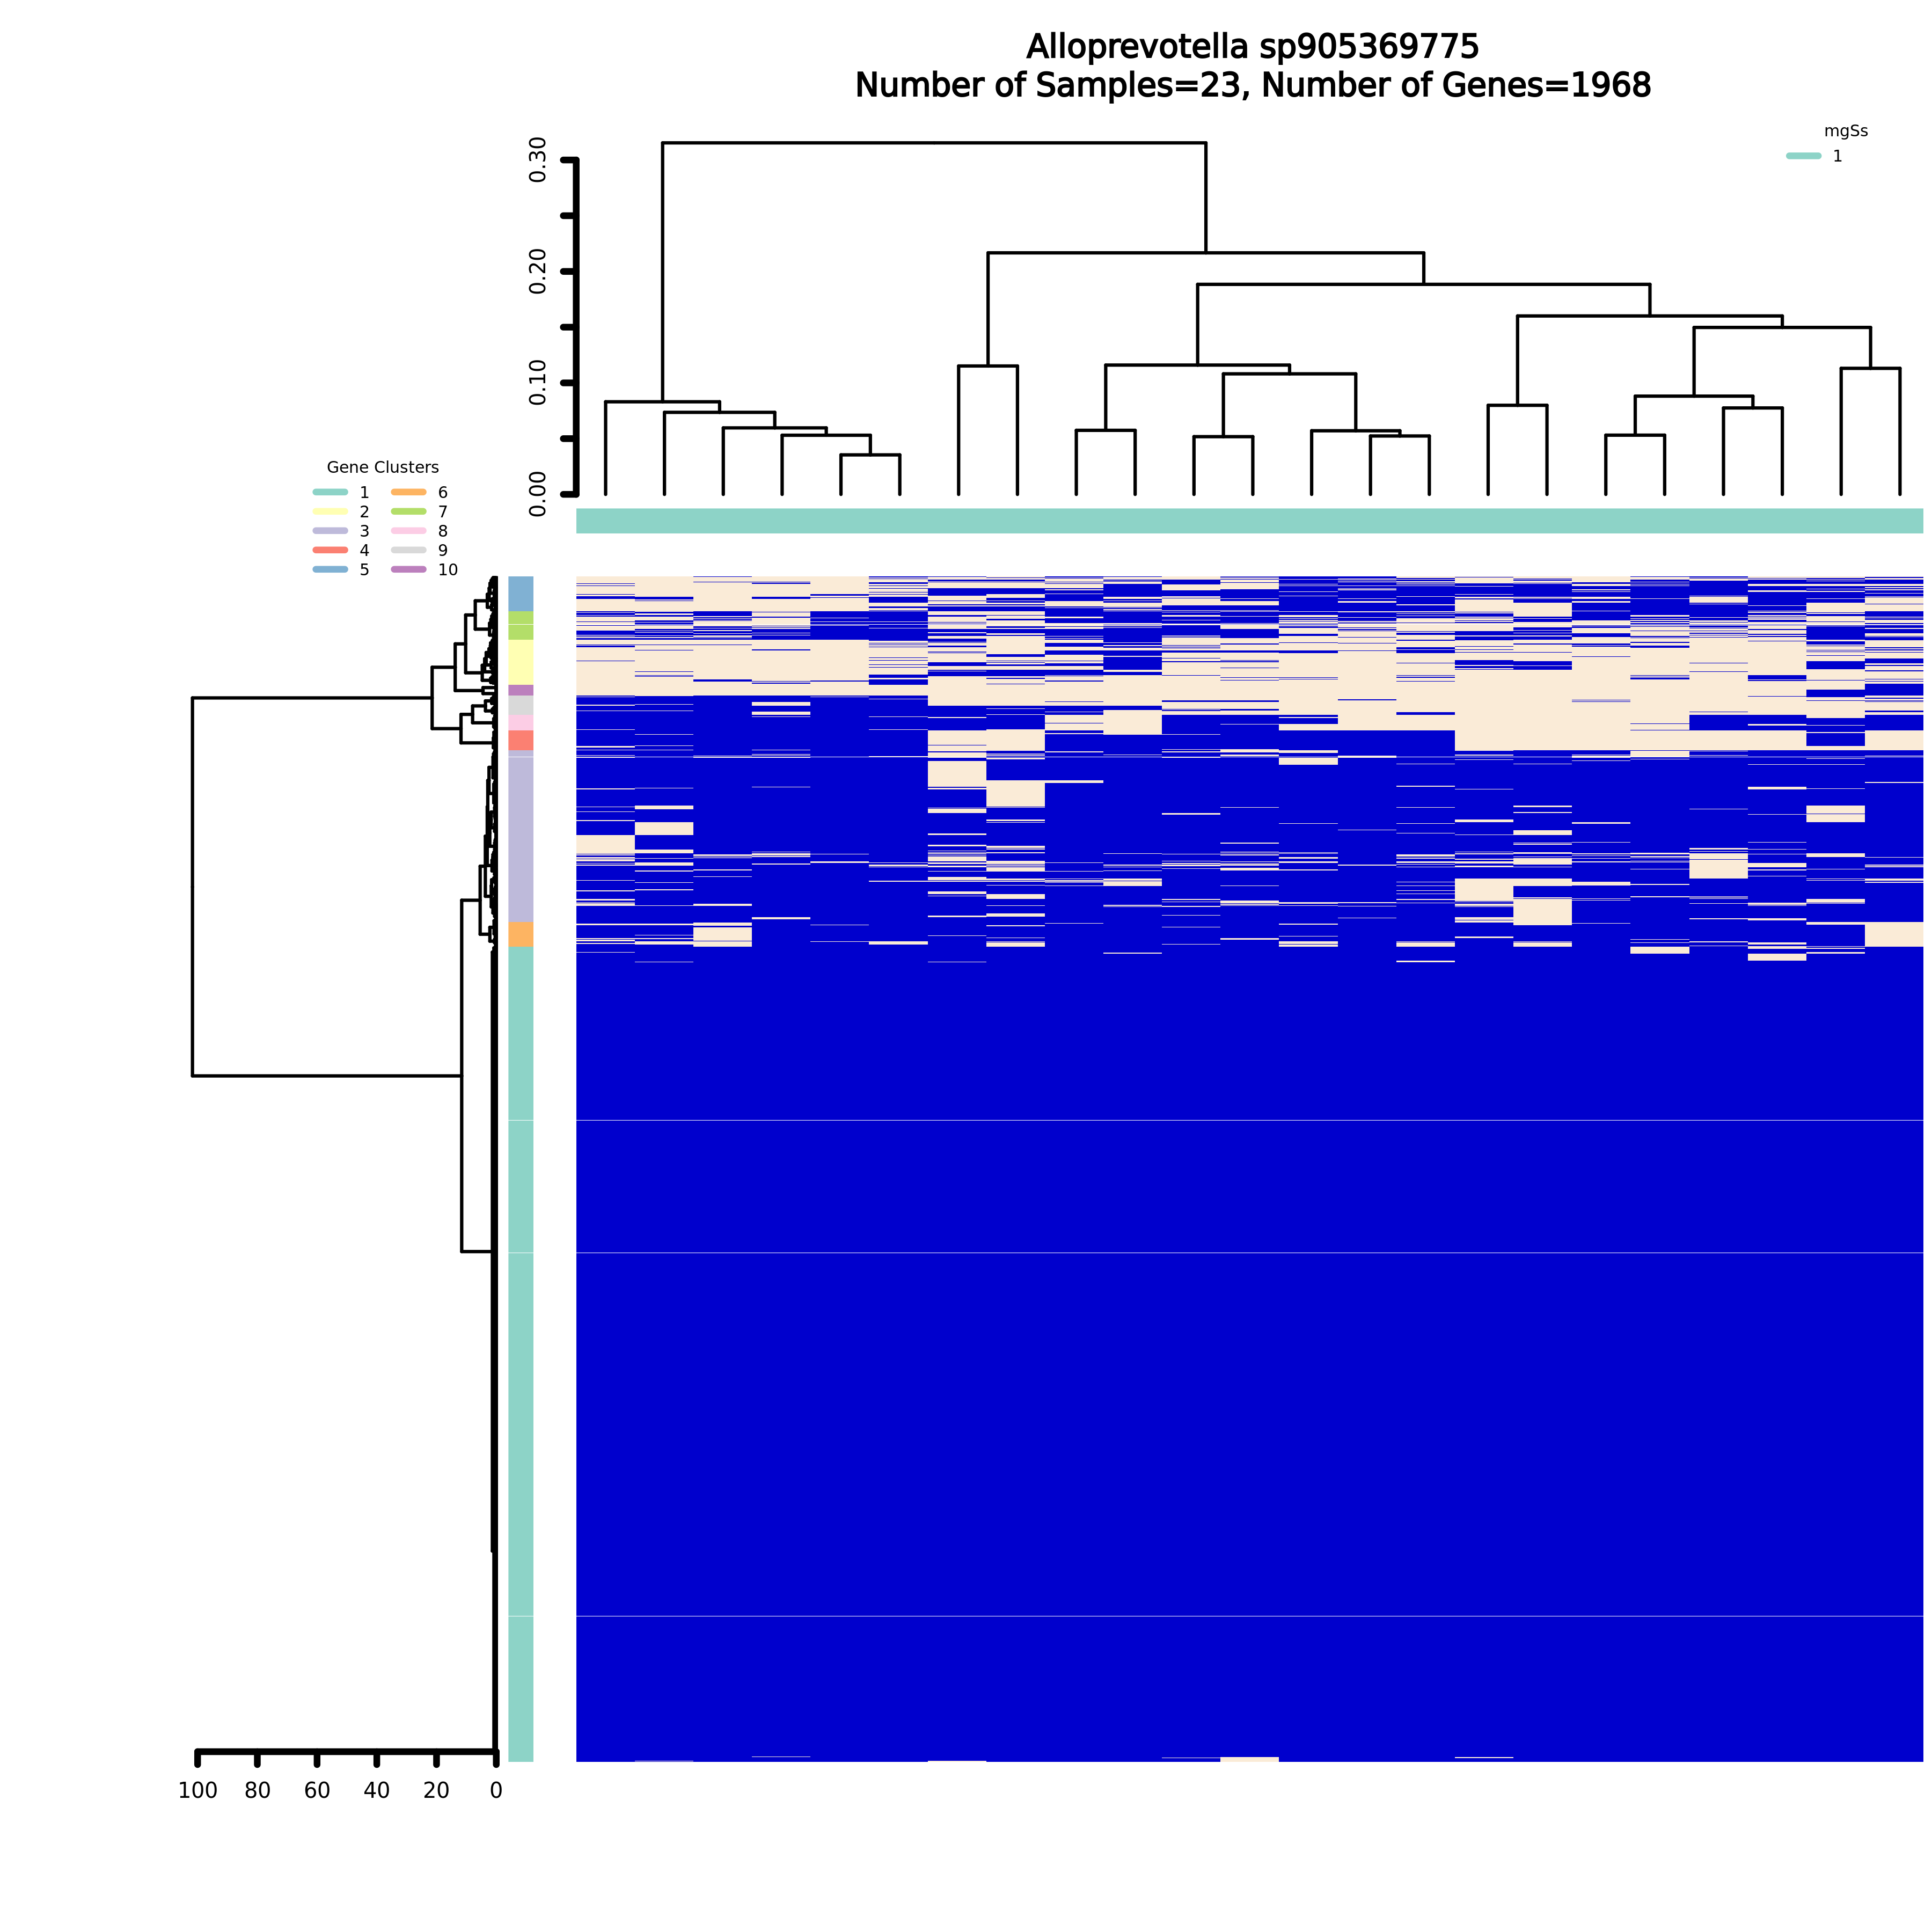 Alloprevotella sp905369775
Number of Samples=23, Number of Genes=1968
mgSs
1
0.30
0.20
0.10
0.00
Gene Clusters
1 6
2 7
3 8
4 9
5 10
100 80 60 40 20 0